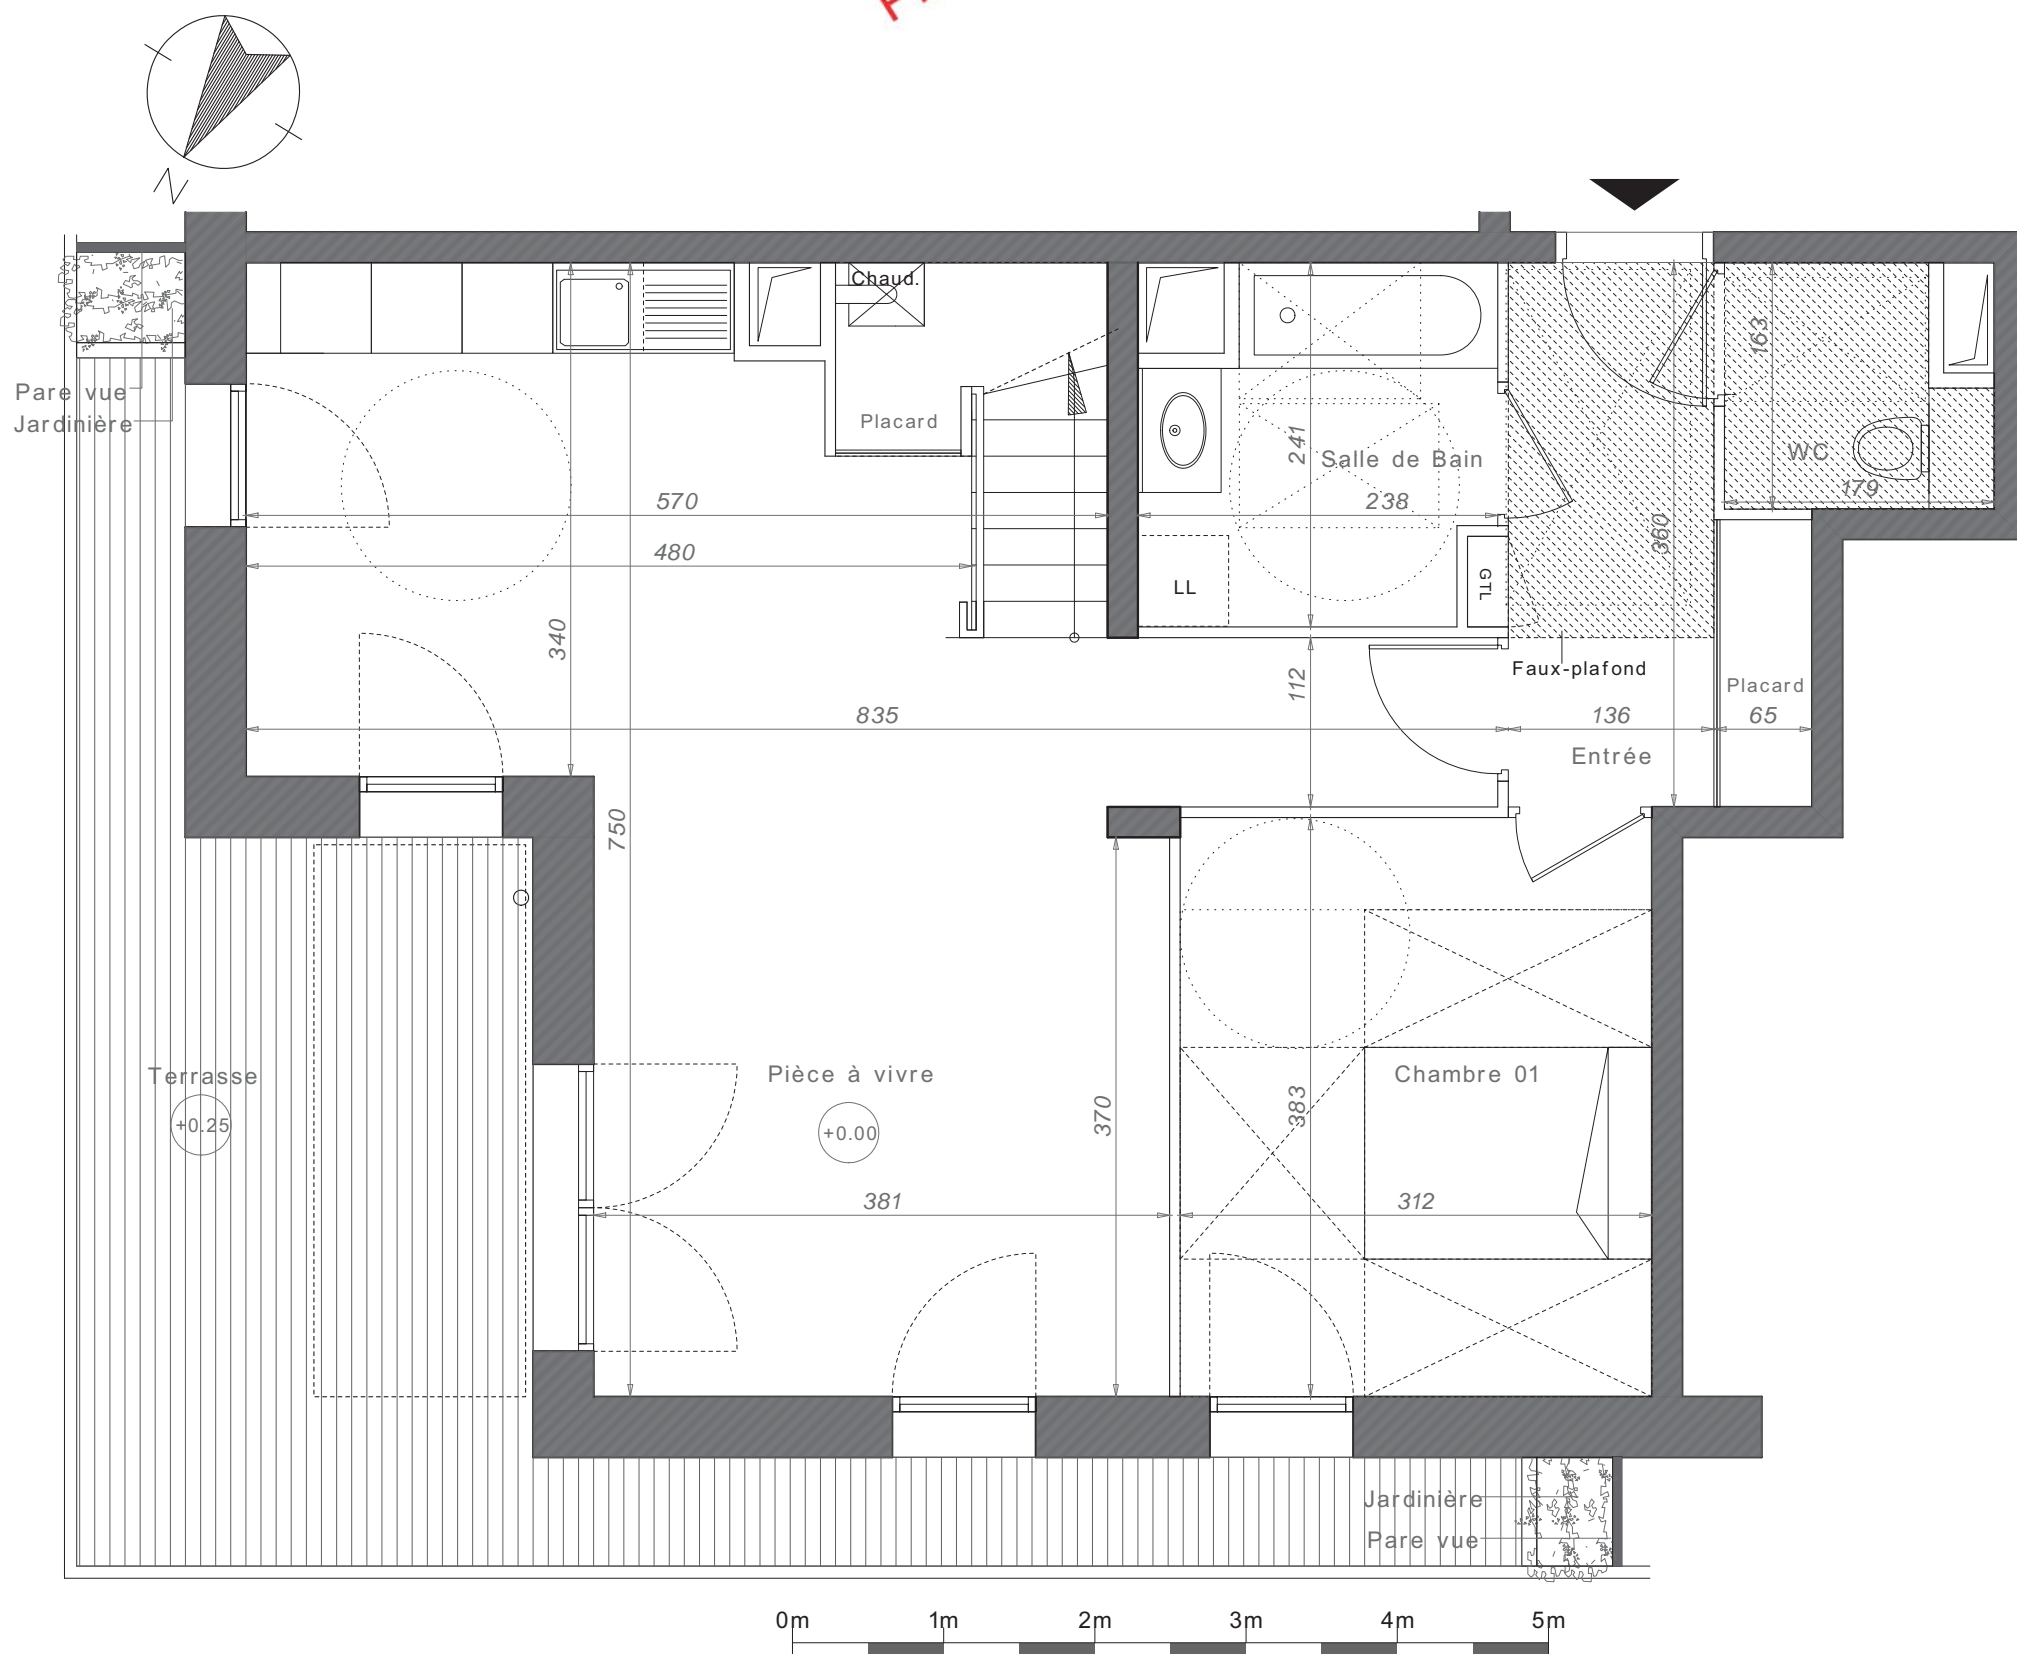 N
Chaud.
Pare vue
Jardinière
Placard
163
241
Salle de Bain
WC
179
570
238
480
360
LL
GTL
340
Faux-plafond
112
Placard
835
136
65
Entrée
750
Terrasse
+0.25
Pièce à vivre
+0.00
370
383
Chambre 01
381
312
Jardinière
Pare vue
0m 1m 2m 3m 4m 5m